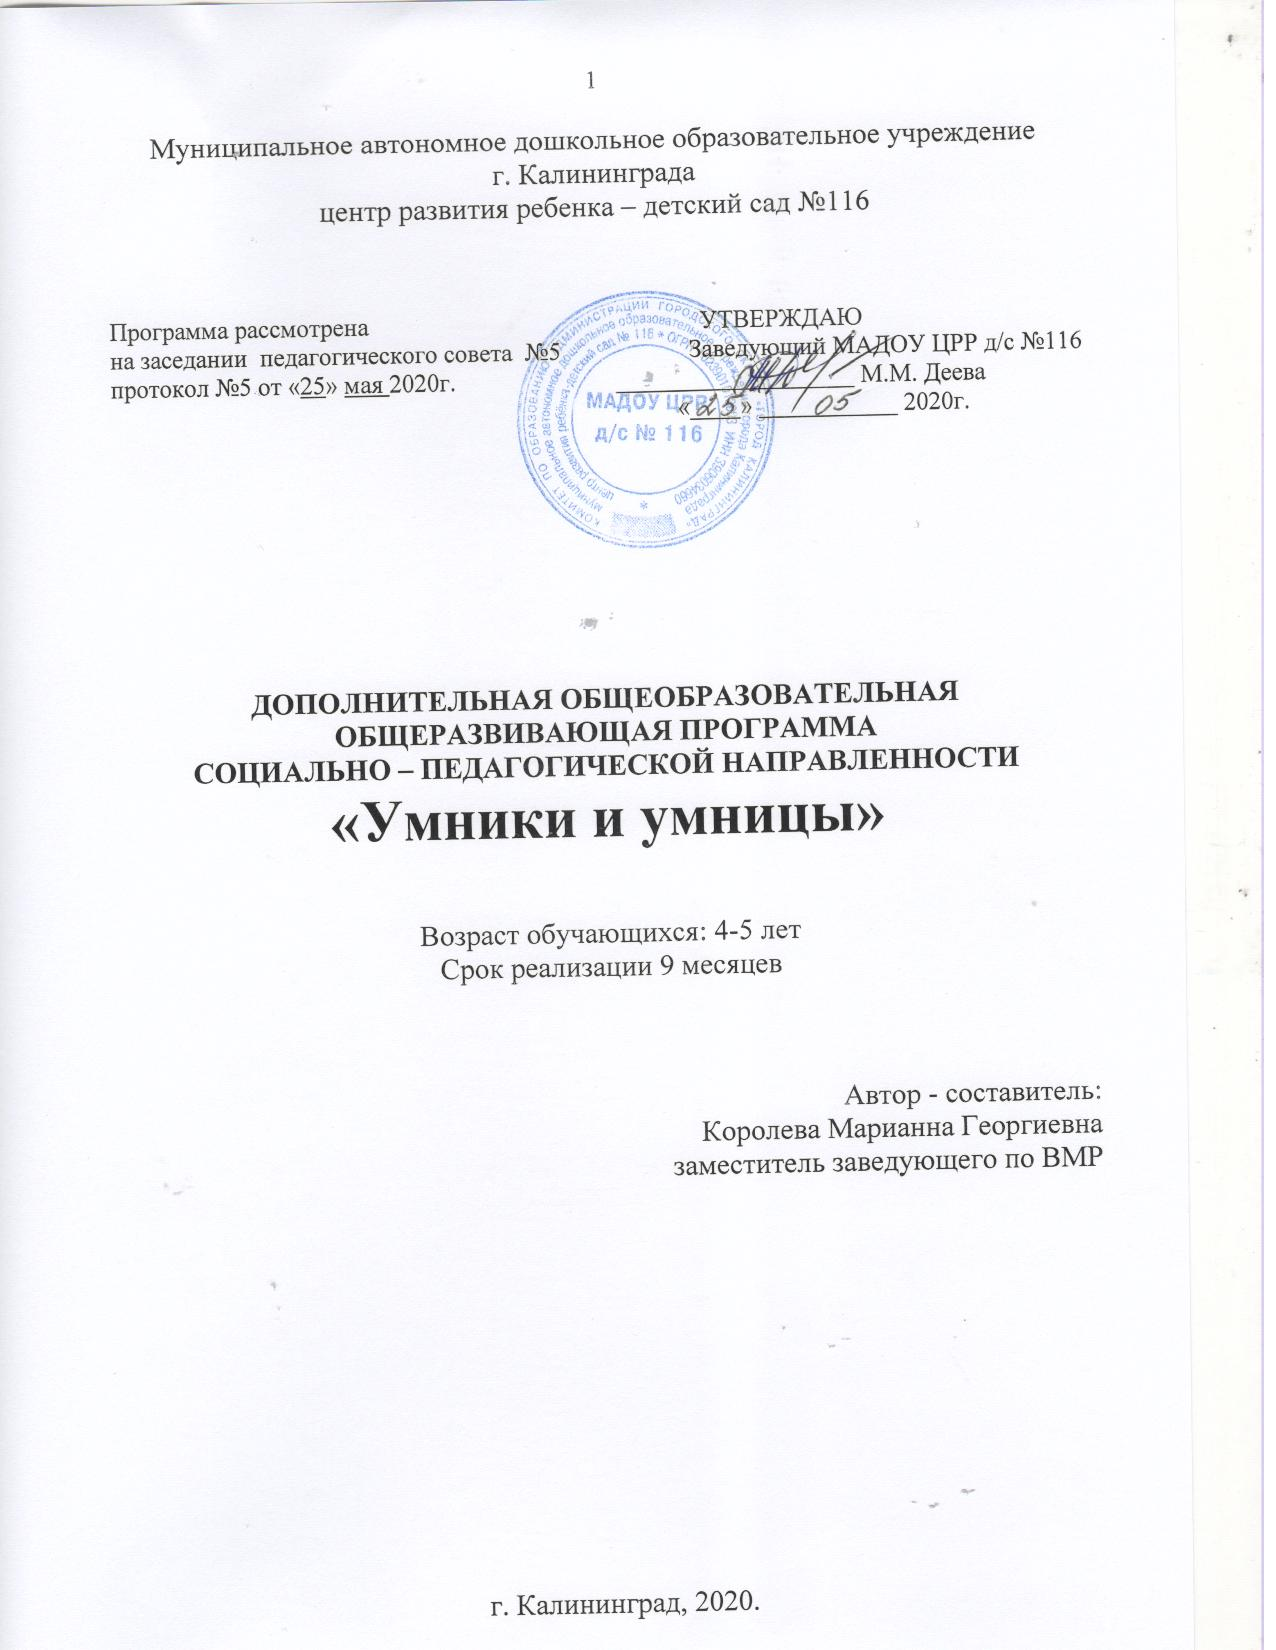 1
Муниципальное автономное дошкольное образовательное учреждение
г. Калининграда
центр развития ребенка – детский сад №116
Программа рассмотрена
на заседании педагогического совета №5
протокол №5 от «25» мая 2020г.
УТВЕРЖДАЮ
Заведующий МАДОУ ЦРР д/с №116
М.М. Деева
«25» 05 2020г.
МАДОУ ЦРР
д/с № 116
ДОПОЛНИТЕЛЬНАЯ ОБЩЕОБРАЗОВАТЕЛЬНАЯ
ОБЩЕРАЗВИВАЮЩАЯ ПРОГРАММА
СОЦИАЛЬНО – ПЕДАГОГИЧЕСКОЙ НАПРАВЛЕННОСТИ
«Умники и умницы»
Возраст обучающихся: 4-5 лет
Срок реализации 9 месяцев
Автор - составитель:
Королева Марианна Георгиевна
заместитель заведующего по ВМР
г. Калининград, 2020.